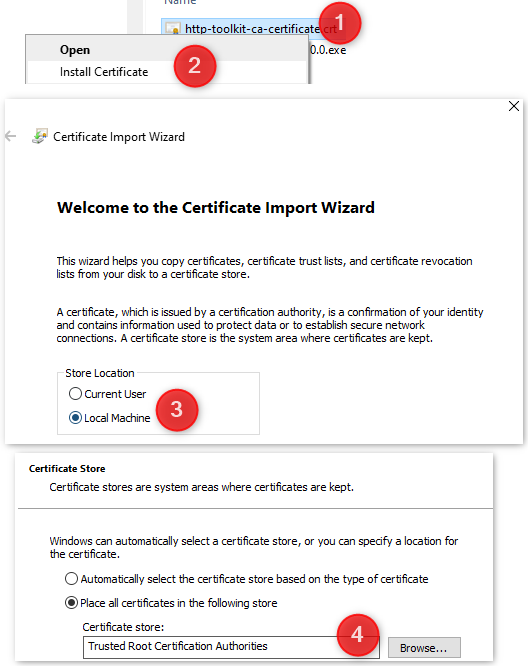 Name
http-toolkit-ca-certificate.crt
1
0.0.exe
Open
Install Certificate
2
Certificate Import Wizard
Welcome to the Certificate Import Wizard
This wizard helps you copy certificates, certificate trust lists, and certificate revocation
lists from your disk to a certificate store.
A certificate, which is issued by a certification authority, is a confirmation of your identity
and contains information used to protect data or to establish secure network
connections. A certificate store is the system area where certificates are kept.
Store Location
Current User
Local Machine
3
Certificate Store
Certificate stores are system areas where certificates are kept.
Windows can automatically select a certificate store, or you can specify a location for
the certificate.
Automatically select the certificate store based on the type of certificate
Place all certificates in the following store
Certificate store:
4
Trusted Root Certification Authorities
Browse...